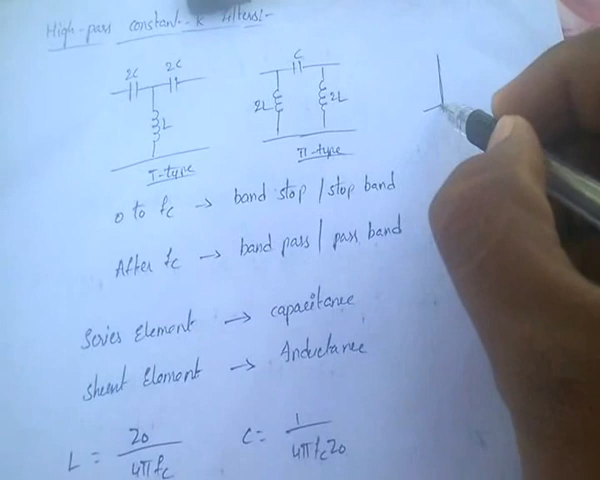 High-pass constant-k filters:-
2C 2C
L
T-type
C
2L 2L
π-type
0 to fc → band stop / stop band
After fc → band pass / pass band
Series Element → capacitance
Shunt Element → Inductance
L = Z0 / 4πfc C = 1 / 4πfcZ0